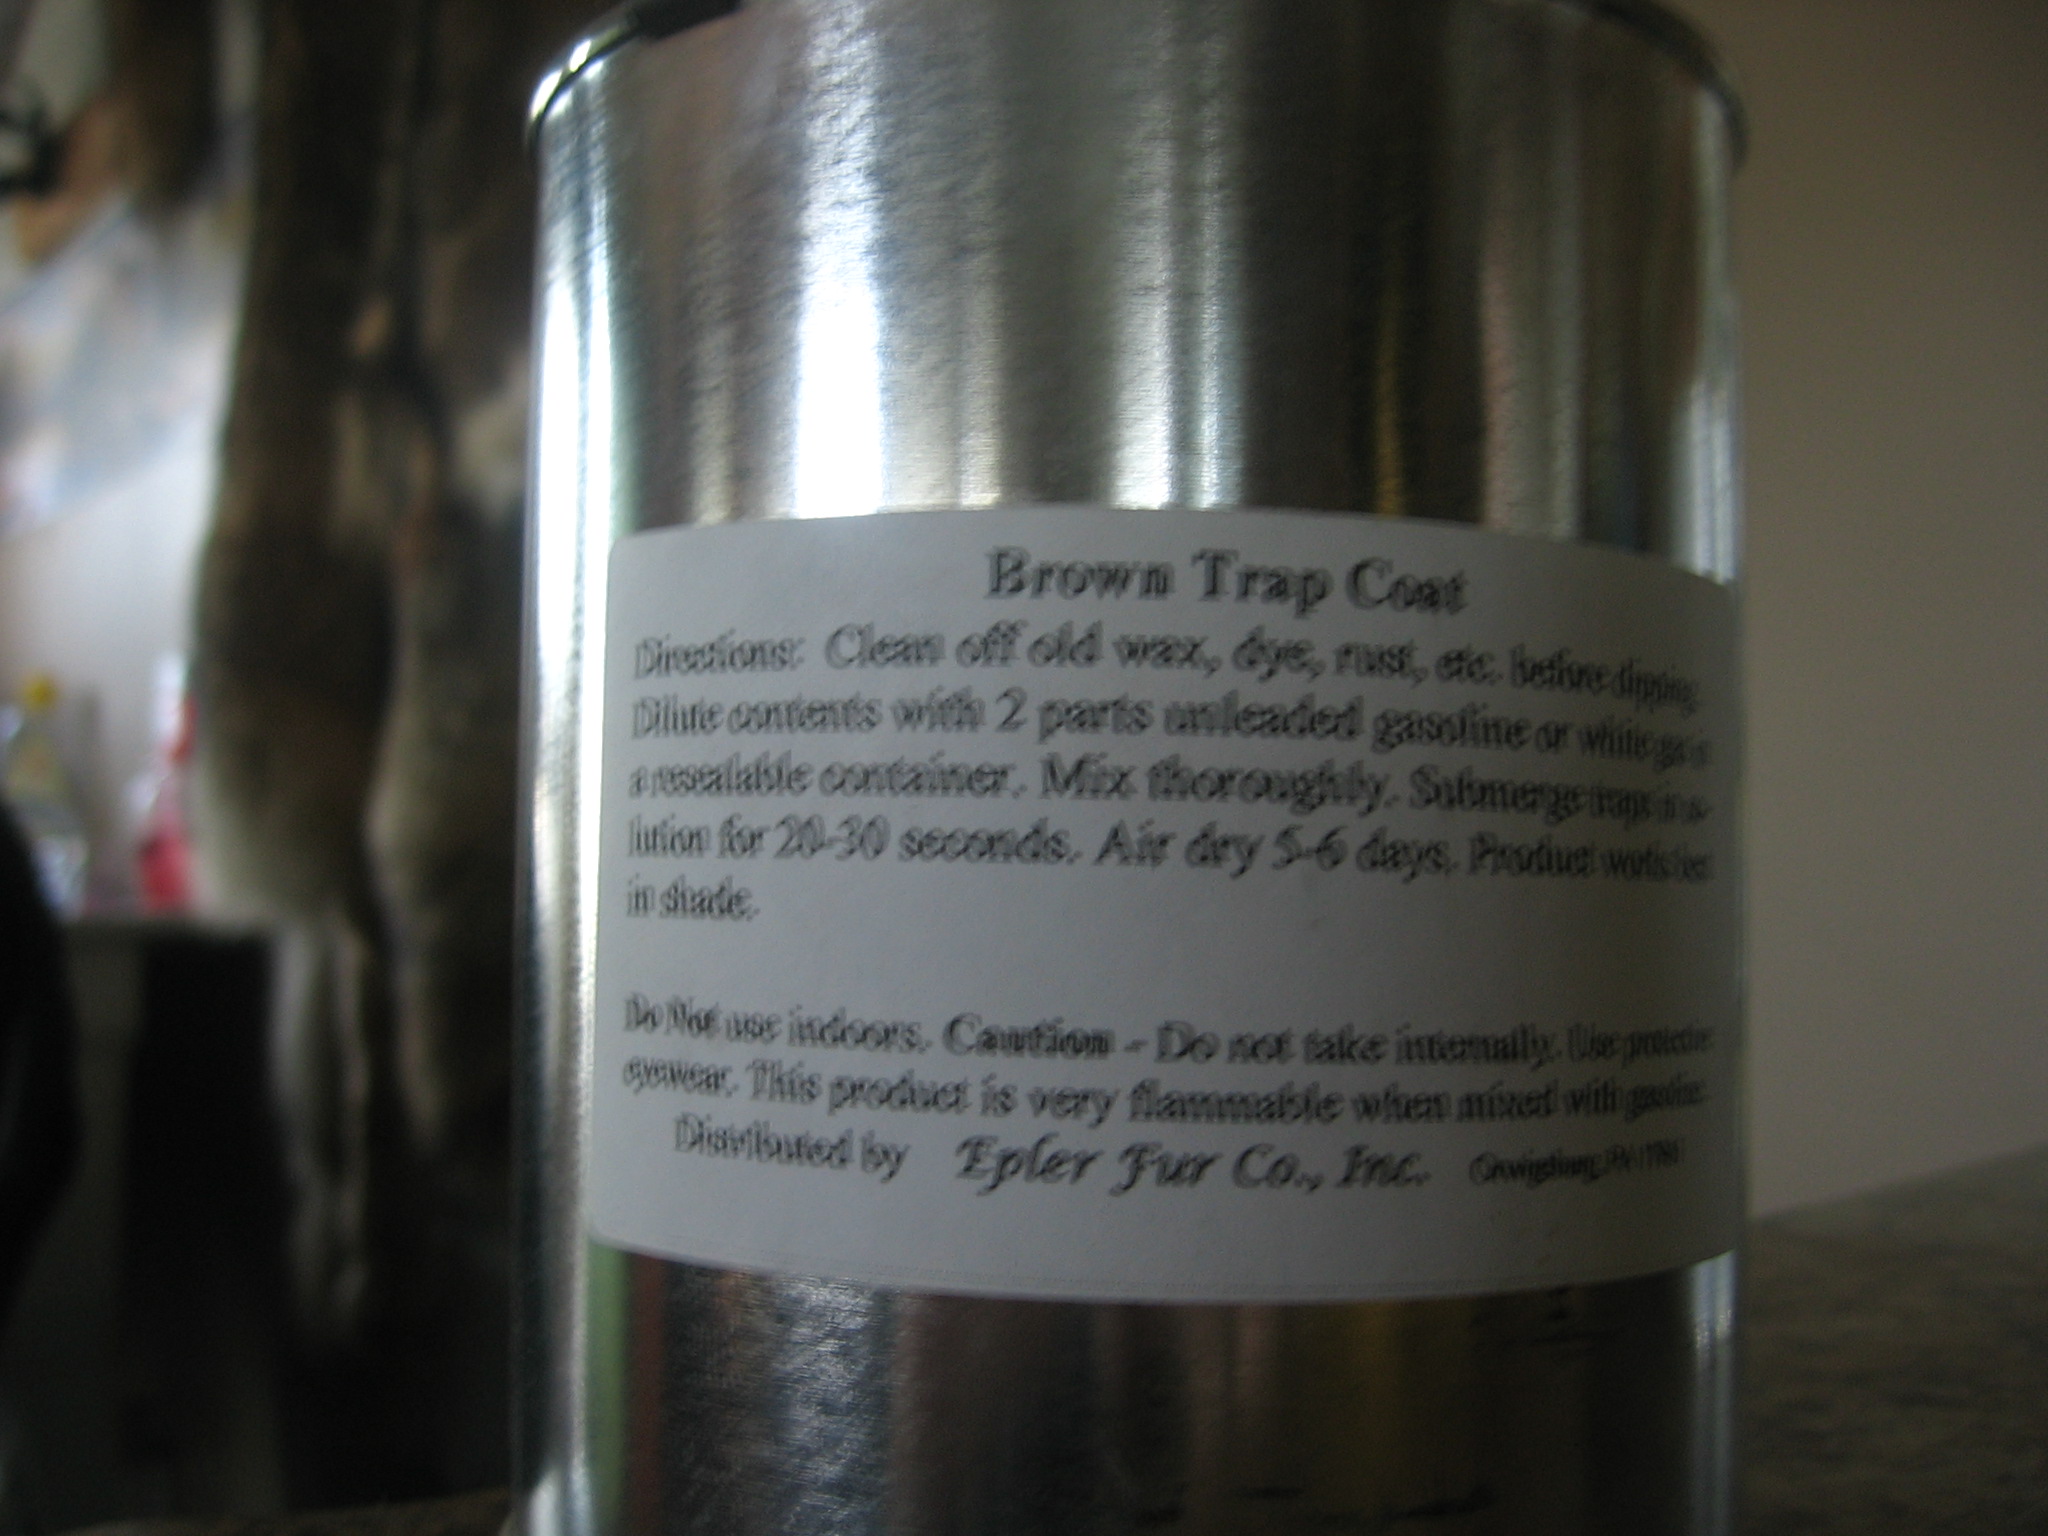 Brown Trap Coat
Directions: Clean off old wax, dye, rust, etc. before dipping.
Dilute contents with 2 parts unleaded gasoline or white gas in
a resealable container. Mix thoroughly. Submerge traps in so-
lution for 20-30 seconds. Air dry 5-6 days. Product works best
in shade.
Do Not use indoors. Caution - Do not take internally. Use protective
eyewear. This product is very flammable when mixed with gasoline.
Distributed by Epler Fur Co., Inc. Orwigsburg, PA